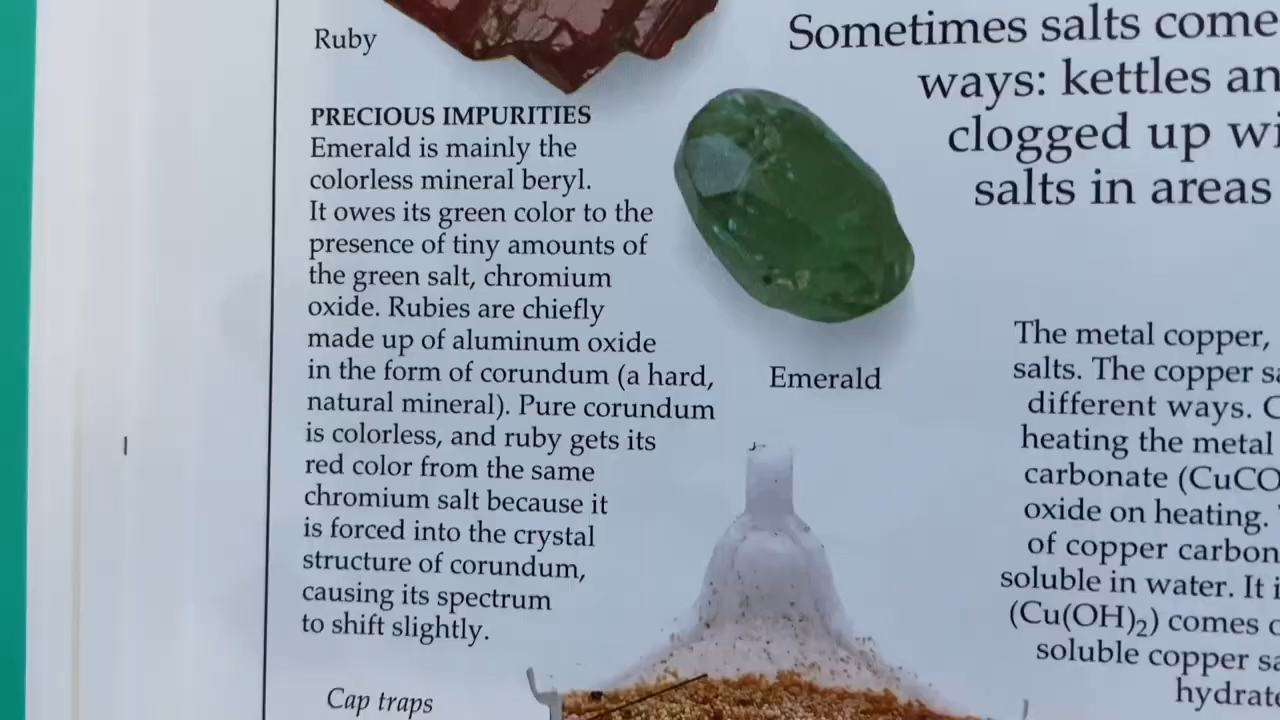 Ruby
PRECIOUS IMPURITIES
Emerald is mainly the
colorless mineral beryl.
It owes its green color to the
presence of tiny amounts of
the green salt, chromium
oxide. Rubies are chiefly
made up of aluminum oxide
in the form of corundum (a hard,
natural mineral). Pure corundum
is colorless, and ruby gets its
red color from the same
chromium salt because it
is forced into the crystal
structure of corundum,
causing its spectrum
to shift slightly.
Cap traps
Emerald
Sometimes salts come
ways: kettles
clogged up
salts in areas
The metal copper,
salts. The copper
different ways.
heating the metal
carbonate (CuCO
oxide on heating.
of copper
soluble in water. It
(Cu(OH)₂) comes
soluble copper